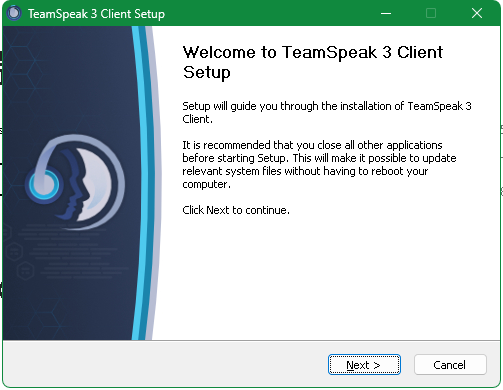 TeamSpeak 3 Client Setup
Welcome to TeamSpeak 3 Client
Setup
Setup will guide you through the installation of TeamSpeak 3
Client.
It is recommended that you close all other applications
before starting Setup. This will make it possible to update
relevant system files without having to reboot your
computer.
Click Next to continue.
Next >
Cancel